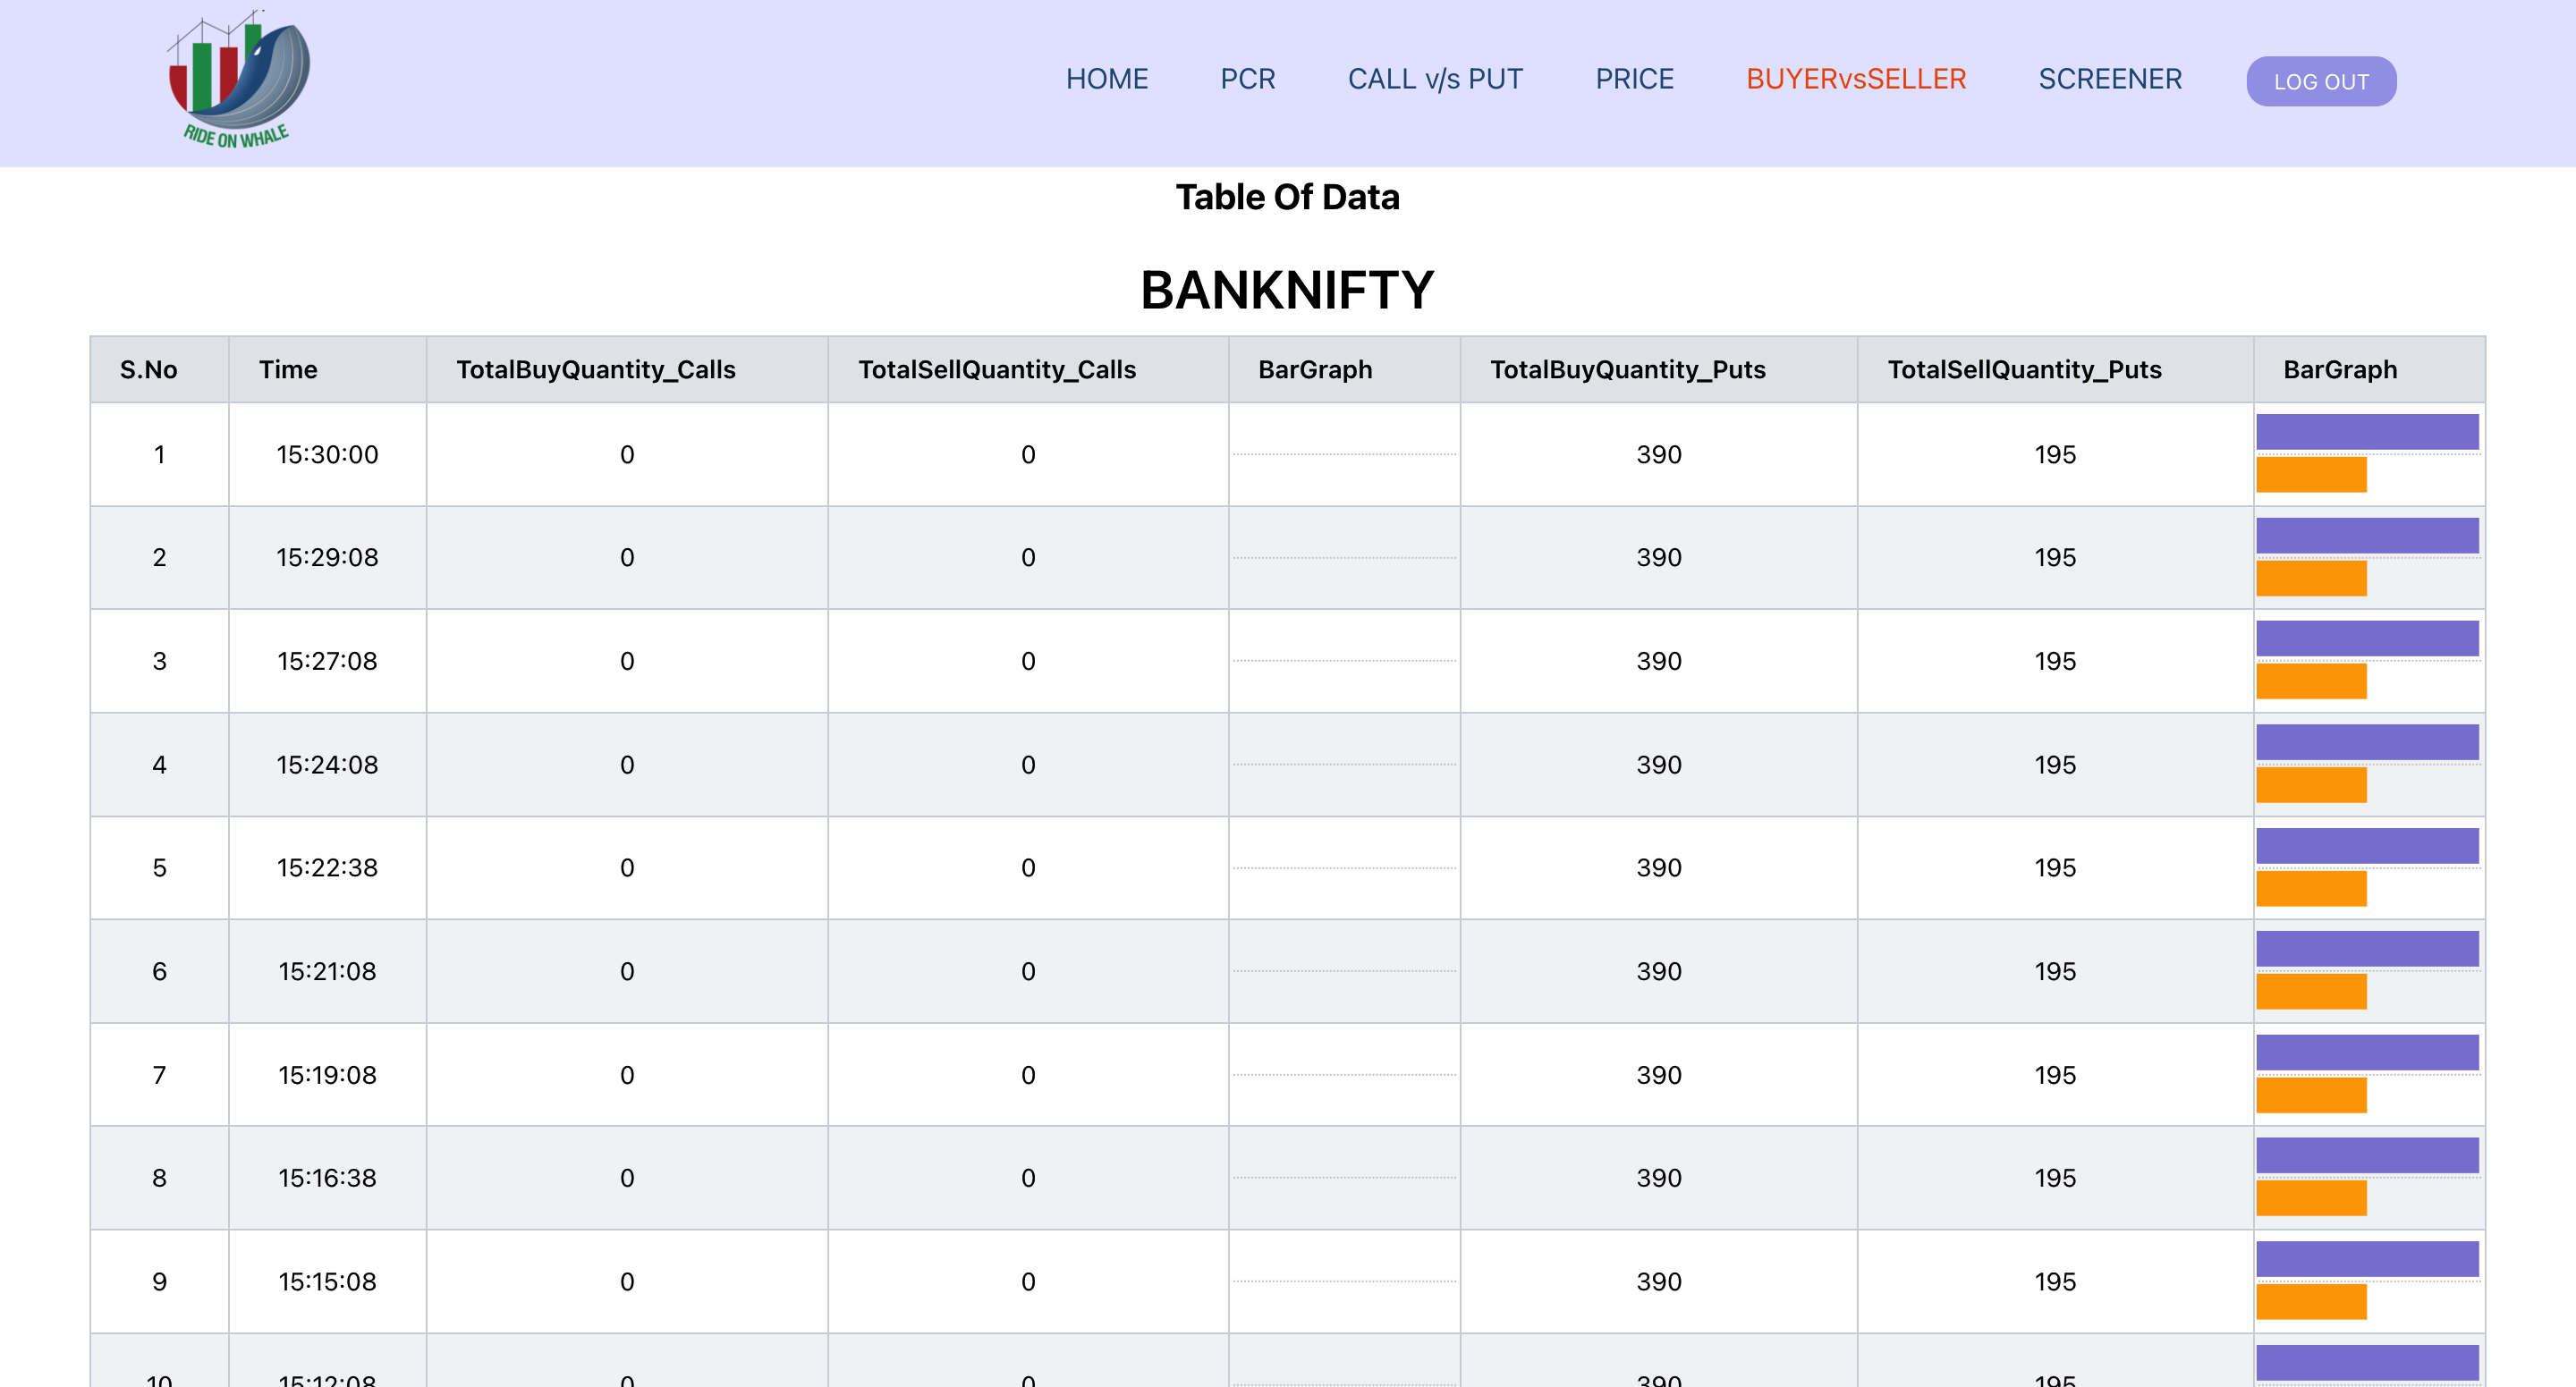 RIDE ON WHALE
HOME PCR CALL v/s PUT PRICE BUYERvsSELLER SCREENER LOG OUT
Table Of Data
BANKNIFTY
S.No Time TotalBuyQuantity_Calls TotalSellQuantity_Calls BarGraph TotalBuyQuantity_Puts TotalSellQuantity_Puts BarGraph
1 15:30:00 0 0 390 195
2 15:29:08 0 0 390 195
3 15:27:08 0 0 390 195
4 15:24:08 0 0 390 195
5 15:22:38 0 0 390 195
6 15:21:08 0 0 390 195
7 15:19:08 0 0 390 195
8 15:16:38 0 0 390 195
9 15:15:08 0 0 390 195
10 15:12:08 0 0 390 195